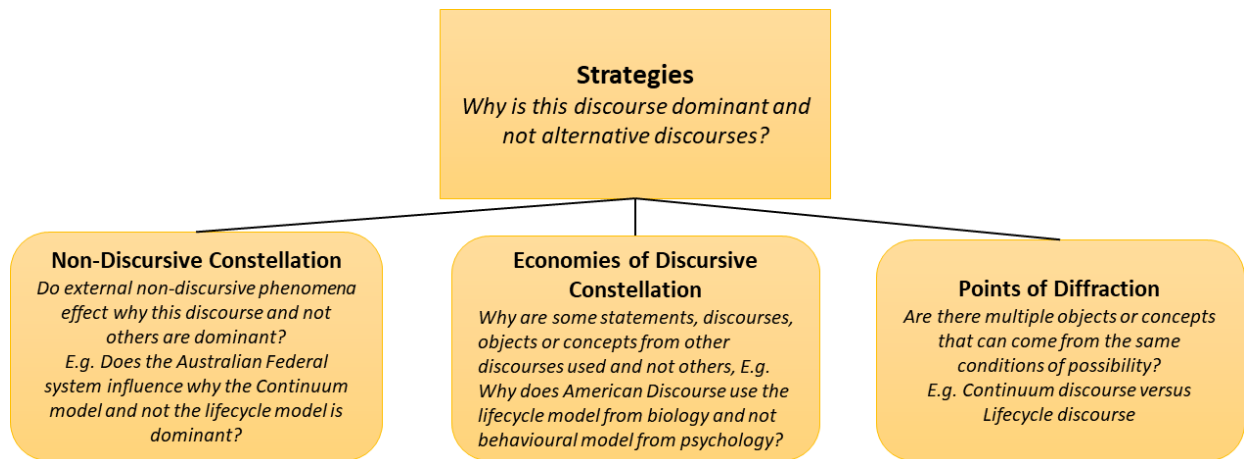 Strategies
Why is this discourse dominant and
not alternative discourses?
Non-Discursive Constellation
Do external non-discursive phenomena
effect why this discourse and not
others are dominant?
E.g. Does the Australian Federal
system influence why the Continuum
model and not the lifecycle model is
dominant?
Economies of Discursive
Constellation
Why are some statements, discourses,
objects or concepts from other
discourses used and not others, E.g.
Why does American Discourse use the
lifecycle model from biology and not
behavioural model from psychology?
Points of Diffraction
Are there multiple objects or concepts
that can come from the same
conditions of possibility?
E.g. Continuum discourse versus
Lifecycle discourse